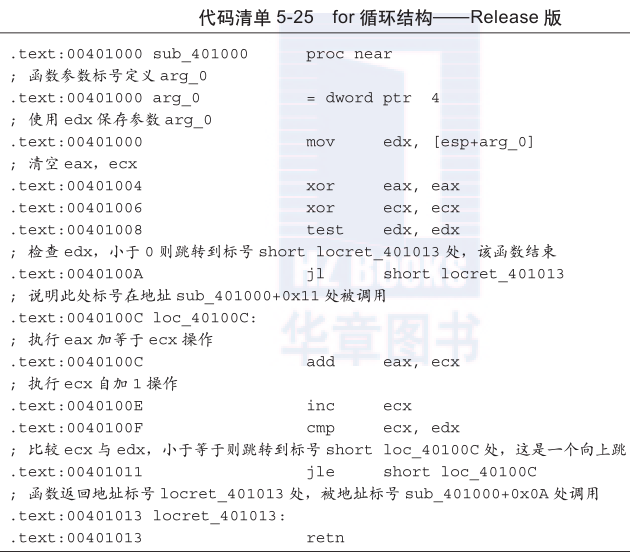 代码清单 5-25 for 循环结构——Release 版
.text:00401000 sub_401000 proc near
; 函数参数标号定义 arg_0
.text:00401000 arg_0 = dword ptr 4
; 使用 edx 保存参数 arg_0
.text:00401000 mov edx, [esp+arg_0]
; 清空 eax, ecx
.text:00401004 xor eax, eax
.text:00401006 xor ecx, ecx
.text:00401008 test edx, edx
; 检查 edx, 小于 0 则跳转到标号 short locret_401013 处, 该函数结束
.text:0040100A jl short locret_401013
; 说明此处标号在地址 sub_401000+0x11 处被调用
.text:0040100C loc_40100C:
; 执行 eax 加等于 ecx 操作
.text:0040100C add eax, ecx
; 执行 ecx 自加 1 操作
.text:0040100E inc ecx
.text:0040100F cmp ecx, edx
; 比较 ecx 与 edx, 小于等于则跳转到标号 short loc_40100C 处, 这是一个向上跳
.text:00401011 jle short loc_40100C
; 函数返回地址标号 locret_401013 处, 被地址标号 sub_401000+0x0A 处调用
.text:00401013 locret_401013:
.text:00401013 retn
HZ BOOKS
华章图书